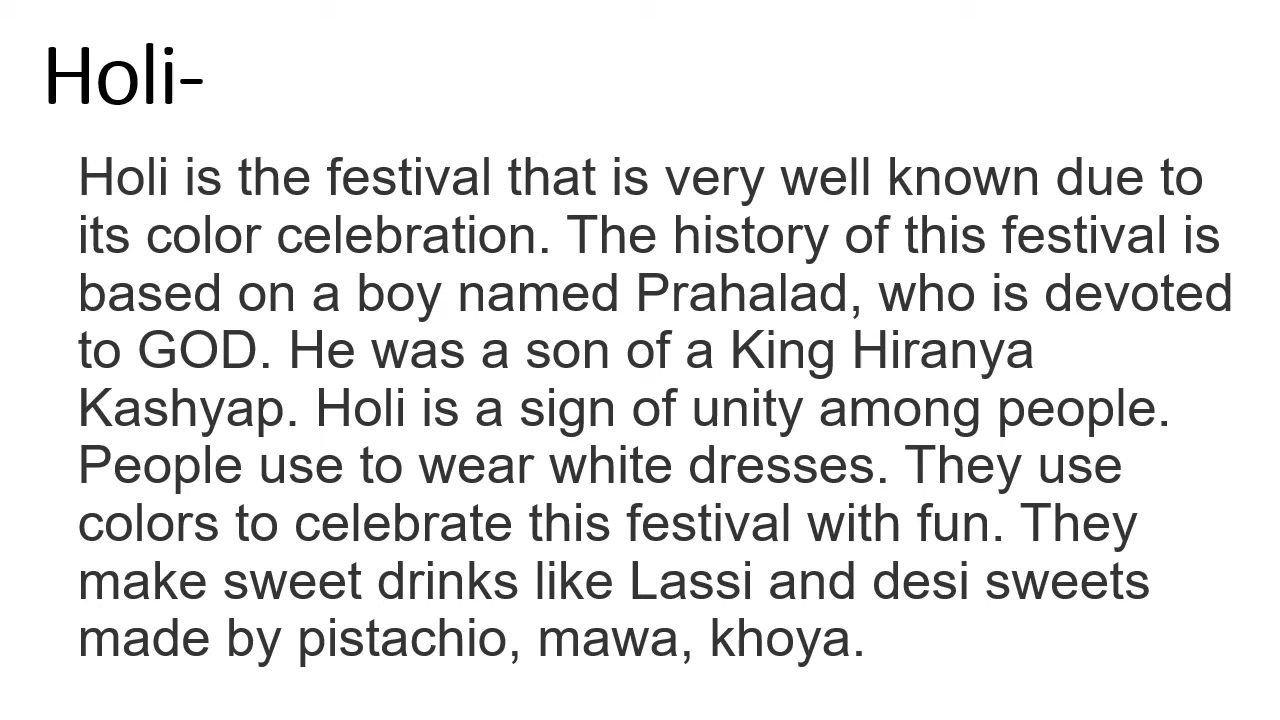 Holi-
Holi is the festival that is very well known due to
its color celebration. The history of this festival is
based on a boy named Prahalad, who is devoted
to GOD. He was a son of a King Hiranya
Kashyap. Holi is a sign of unity among people.
People use to wear white dresses. They use
colors to celebrate this festival with fun. They
make sweet drinks like Lassi and desi sweets
made by pistachio, mawa, khoya.